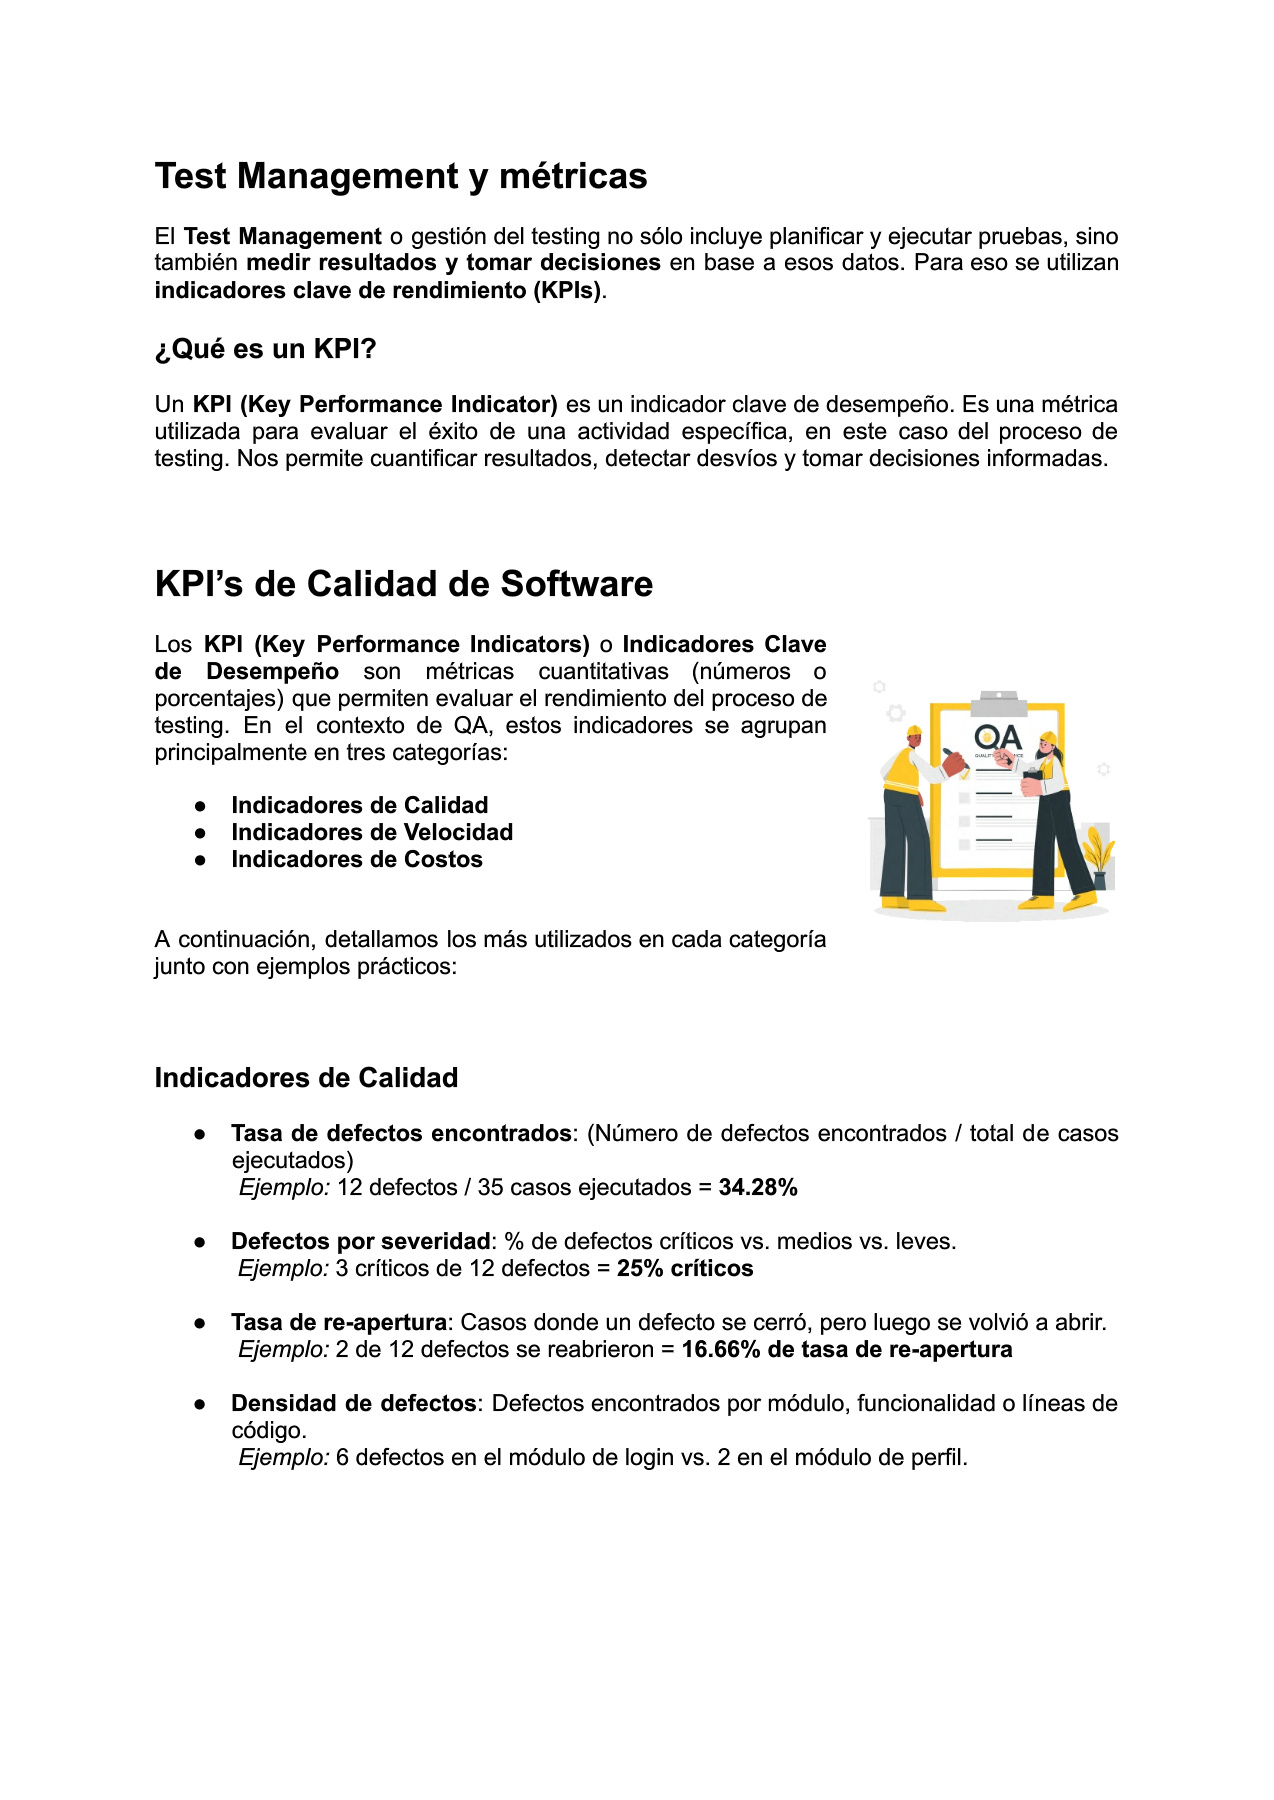 Test Management y métricas
El Test Management o gestión del testing no sólo incluye planificar y ejecutar pruebas, sino
también medir resultados y tomar decisiones en base a esos datos. Para eso se utilizan
indicadores clave de rendimiento (KPIs).
¿Qué es un KPI?
Un KPI (Key Performance Indicator) es un indicador clave de desempeño. Es una métrica
utilizada para evaluar el éxito de una actividad específica, en este caso del proceso de
testing. Nos permite cuantificar resultados, detectar desvíos y tomar decisiones informadas.
KPI’s de Calidad de Software
Los KPI (Key Performance Indicators) o Indicadores Clave
de Desempeño son métricas cuantitativas (números o
porcentajes) que permiten evaluar el rendimiento del proceso de
testing. En el contexto de QA, estos indicadores se agrupan
principalmente en tres categorías:
● Indicadores de Calidad
● Indicadores de Velocidad
● Indicadores de Costos
QA
A continuación, detallamos los más utilizados en cada categoría
junto con ejemplos prácticos:
Indicadores de Calidad
● Tasa de defectos encontrados: (Número de defectos encontrados / total de casos
ejecutados)
Ejemplo: 12 defectos / 35 casos ejecutados = 34.28%
● Defectos por severidad: % de defectos críticos vs. medios vs. leves.
Ejemplo: 3 críticos de 12 defectos = 25% críticos
● Tasa de re-apertura: Casos donde un defecto se cerró, pero luego se volvió a abrir.
Ejemplo: 2 de 12 defectos se reabrieron = 16.66% de tasa de re-apertura
● Densidad de defectos: Defectos encontrados por módulo, funcionalidad o líneas de
código.
Ejemplo: 6 defectos en el módulo de login vs. 2 en el módulo de perfil.